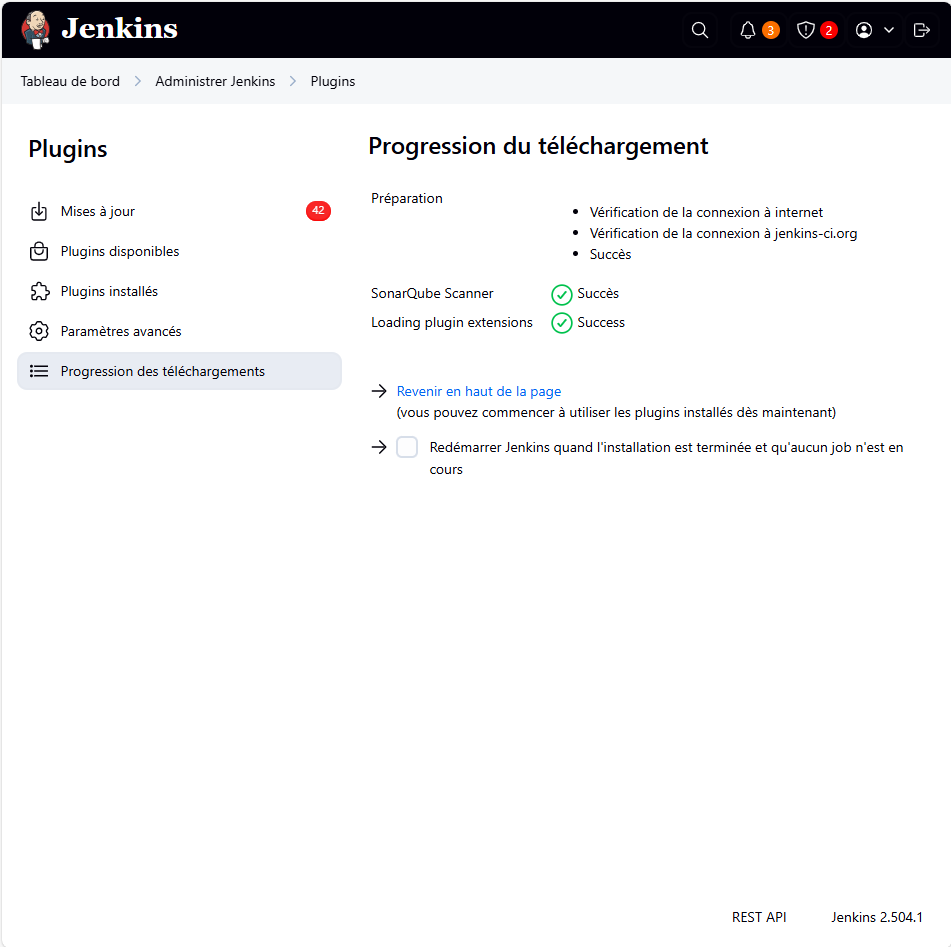 Jenkins
3
2
Tableau de bord
Administrer Jenkins
Plugins
Plugins
Mises à jour
42
Plugins disponibles
Plugins installés
Paramètres avancés
Progression des téléchargements
Progression du téléchargement
Préparation
Vérification de la connexion à internet
Vérification de la connexion à jenkins-ci.org
Succès
SonarQube Scanner
Succès
Loading plugin extensions
Success
Revenir en haut de la page
(vous pouvez commencer à utiliser les plugins installés dès maintenant)
Redémarrer Jenkins quand l'installation est terminée et qu'aucun job n'est en
cours
REST API
Jenkins 2.504.1